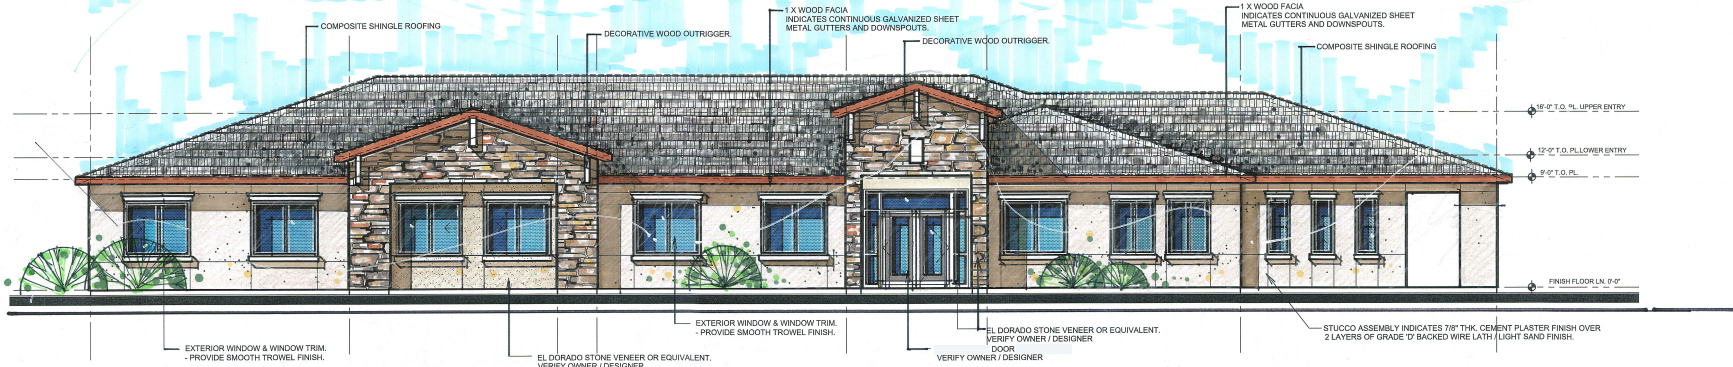 1 X WOOD FACIA
INDICATES CONTINUOUS GALVANIZED SHEET
METAL GUTTERS AND DOWNSPOUTS.
1 X WOOD FACIA
INDICATES CONTINUOUS GALVANIZED SHEET
METAL GUTTERS AND DOWNSPOUTS.
COMPOSITE SHINGLE ROOFING
DECORATIVE WOOD OUTRIGGER.
DECORATIVE WOOD OUTRIGGER.
COMPOSITE SHINGLE ROOFING
16'-0" T.O. PL. UPPER ENTRY
12'-0" T.O. PL.LOWER ENTRY
9'-0" T.O. PL.
FINISH FLOOR LN. 0'-0"
EXTERIOR WINDOW & WINDOW TRIM.
- PROVIDE SMOOTH TROWEL FINISH.
EL DORADO STONE VENEER OR EQUIVALENT.
VERIFY OWNER / DESIGNER
EXTERIOR WINDOW & WINDOW TRIM.
- PROVIDE SMOOTH TROWEL FINISH.
EL DORADO STONE VENEER OR EQUIVALENT.
VERIFY OWNER / DESIGNER
DOOR
VERIFY OWNER / DESIGNER
STUCCO ASSEMBLY INDICATES 7/8" THK. CEMENT PLASTER FINISH OVER
2 LAYERS OF GRADE 'D' BACKED WIRE LATH / LIGHT SAND FINISH.